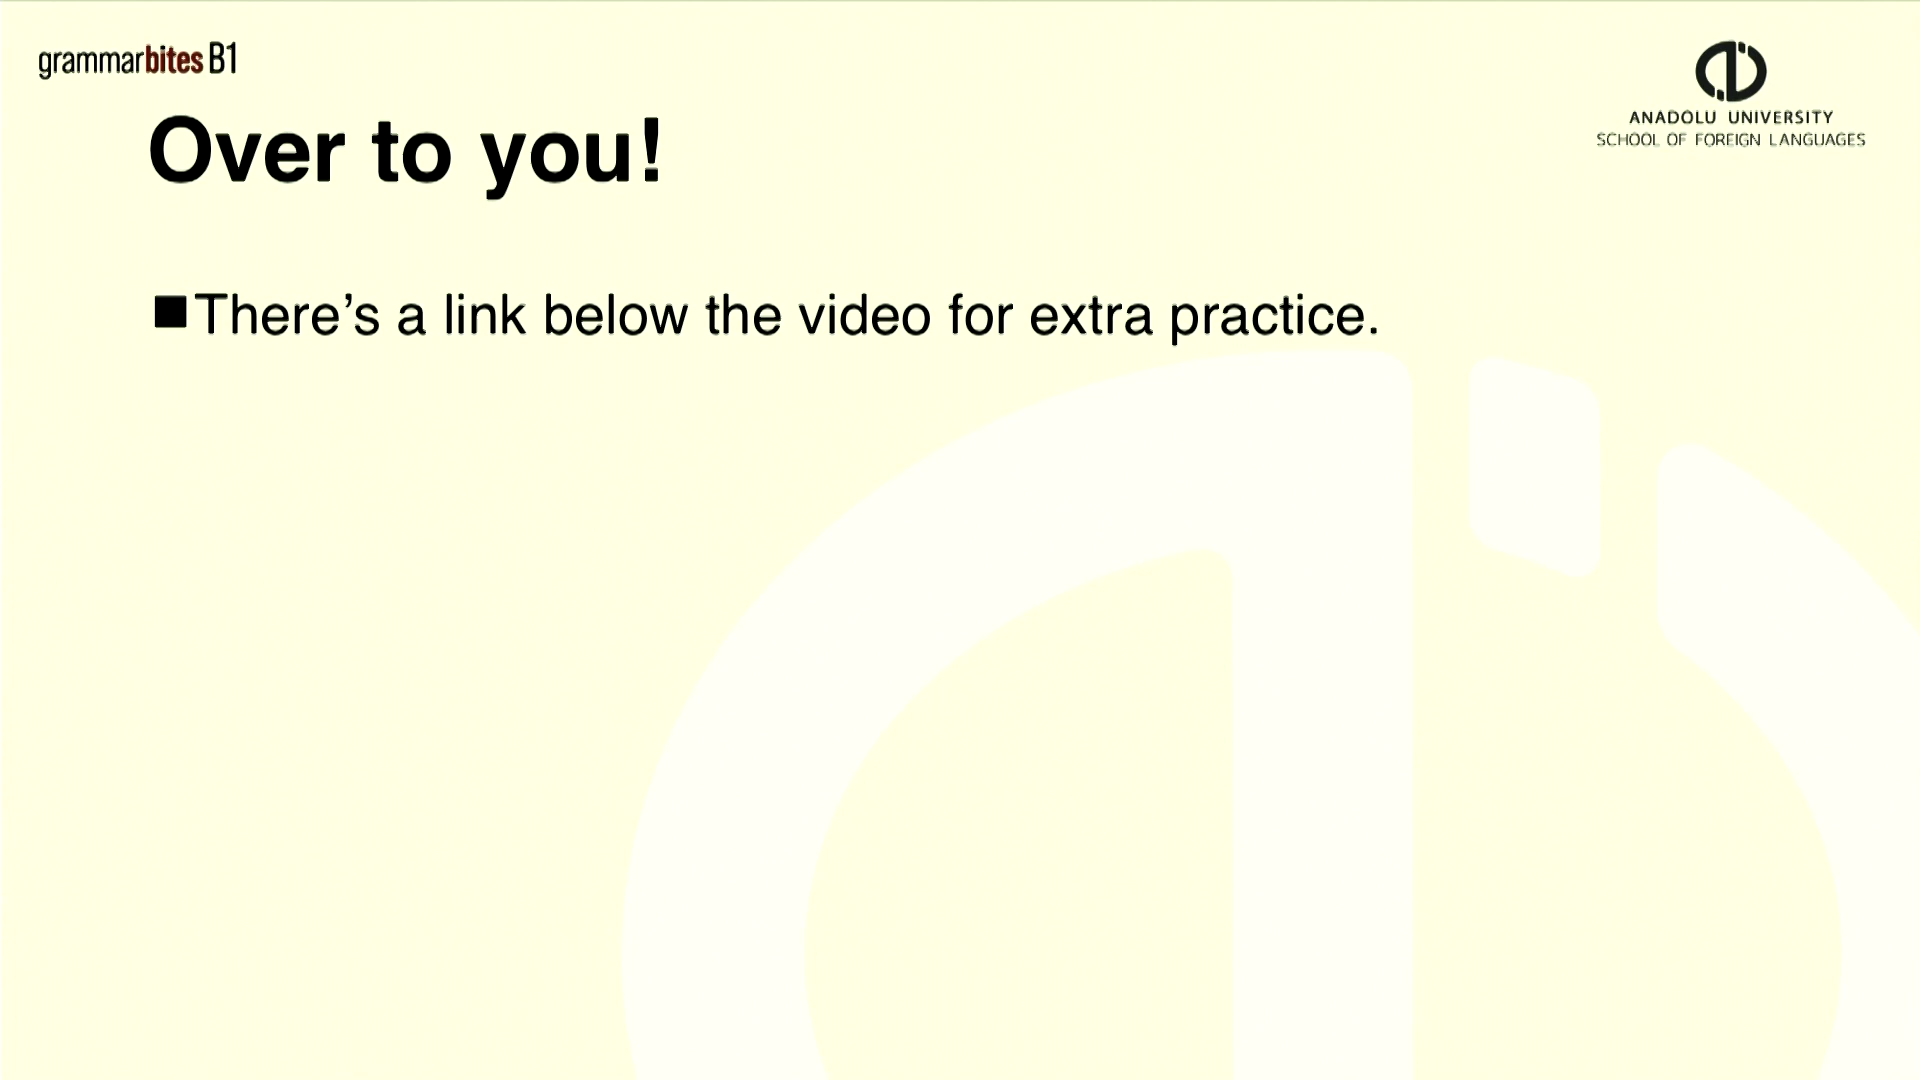 grammarbites B1
ANADOLU UNIVERSITY
SCHOOL OF FOREIGN LANGUAGES
Over to you!
■There’s a link below the video for extra practice.